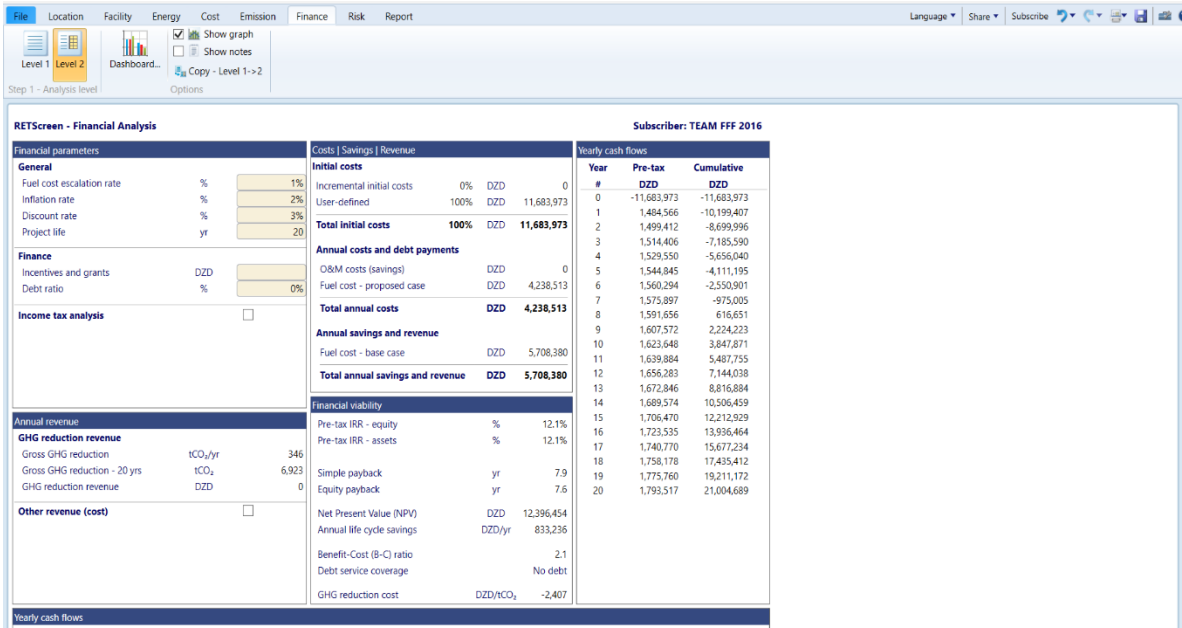 File Location Facility Energy Cost Emission Finance Risk Report Language Share Subscribe
Show graph
Show notes
Level 1 Level 2 Dashboard... Copy - Level 1->2
Step 1 - Analysis level Options
RETScreen - Financial Analysis Subscriber: TEAM FFF 2016
Financial parameters
General
Fuel cost escalation rate % 1%
Inflation rate % 2%
Discount rate % 3%
Project life yr 20
Finance
Incentives and grants DZD
Debt ratio % 0%
Income tax analysis
Annual revenue
GHG reduction revenue
Gross GHG reduction tCO₂/yr 346
Gross GHG reduction - 20 yrs tCO₂ 6,923
GHG reduction revenue DZD 0
Other revenue (cost)
Costs | Savings | Revenue
Initial costs
Incremental initial costs 0% DZD 0
User-defined 100% DZD 11,683,973
Total initial costs 100% DZD 11,683,973
Annual costs and debt payments
O&M costs (savings) DZD 0
Fuel cost - proposed case DZD 4,238,513
Total annual costs DZD 4,238,513
Annual savings and revenue
Fuel cost - base case DZD 5,708,380
Total annual savings and revenue DZD 5,708,380
Financial viability
Pre-tax IRR - equity % 12.1%
Pre-tax IRR - assets % 12.1%
Simple payback yr 7.9
Equity payback yr 7.6
Net Present Value (NPV) DZD 12,396,454
Annual life cycle savings DZD/yr 833,236
Benefit-Cost (B-C) ratio 2.1
Debt service coverage No debt
GHG reduction cost DZD/tCO₂ -2,407
Yearly cash flows
Year Pre-tax Cumulative
# DZD DZD
0 -11,683,973 -11,683,973
1 1,484,566 -10,199,407
2 1,499,412 -8,699,996
3 1,514,406 -7,185,590
4 1,529,550 -5,656,040
5 1,544,845 -4,111,195
6 1,560,294 -2,550,901
7 1,575,897 -975,005
8 1,591,656 616,651
9 1,607,572 2,224,223
10 1,623,648 3,847,871
11 1,639,884 5,487,755
12 1,656,283 7,144,038
13 1,672,846 8,816,884
14 1,689,574 10,506,459
15 1,706,470 12,212,929
16 1,723,535 13,936,464
17 1,740,770 15,677,234
18 1,758,178 17,435,412
19 1,775,760 19,211,172
20 1,793,517 21,004,689
Yearly cash flows